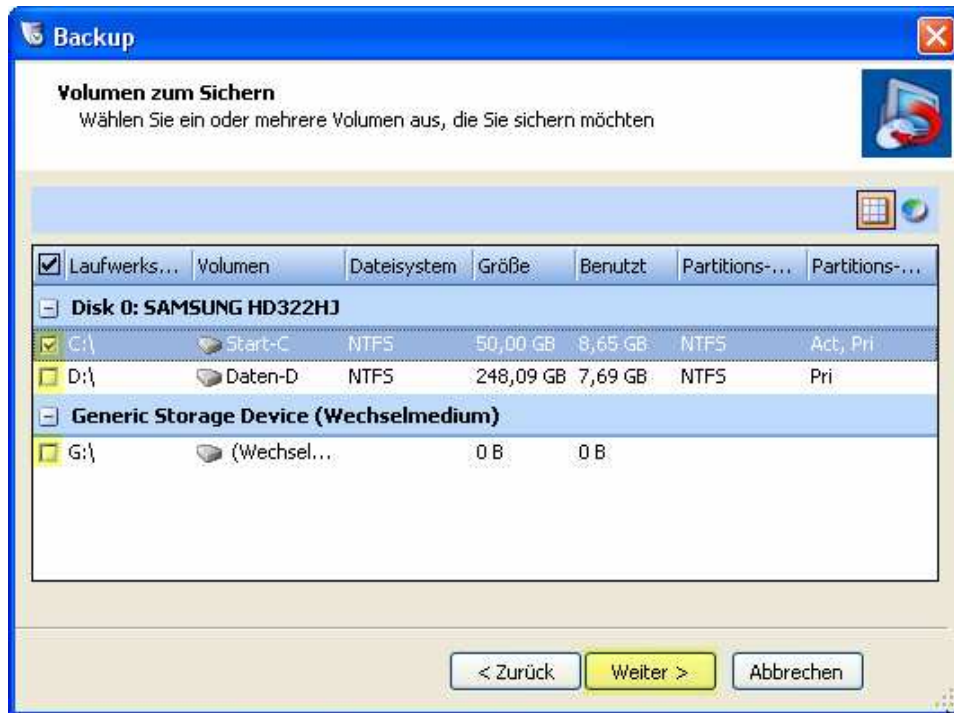 Backup
Volumen zum Sichern
Wählen Sie ein oder mehrere Volumen aus, die Sie sichern möchten
Laufwerks... Volumen Dateisystem Größe Benutzt Partitions-... Partitions-...
Disk 0: SAMSUNG HD322HJ
C:\ Start-C NTFS 50,00 GB 8,65 GB NTFS Act, Pri
D:\ Daten-D NTFS 248,09 GB 7,69 GB NTFS Pri
Generic Storage Device (Wechselmedium)
G:\ (Wechsel... 0 B 0 B
< Zurück Weiter > Abbrechen